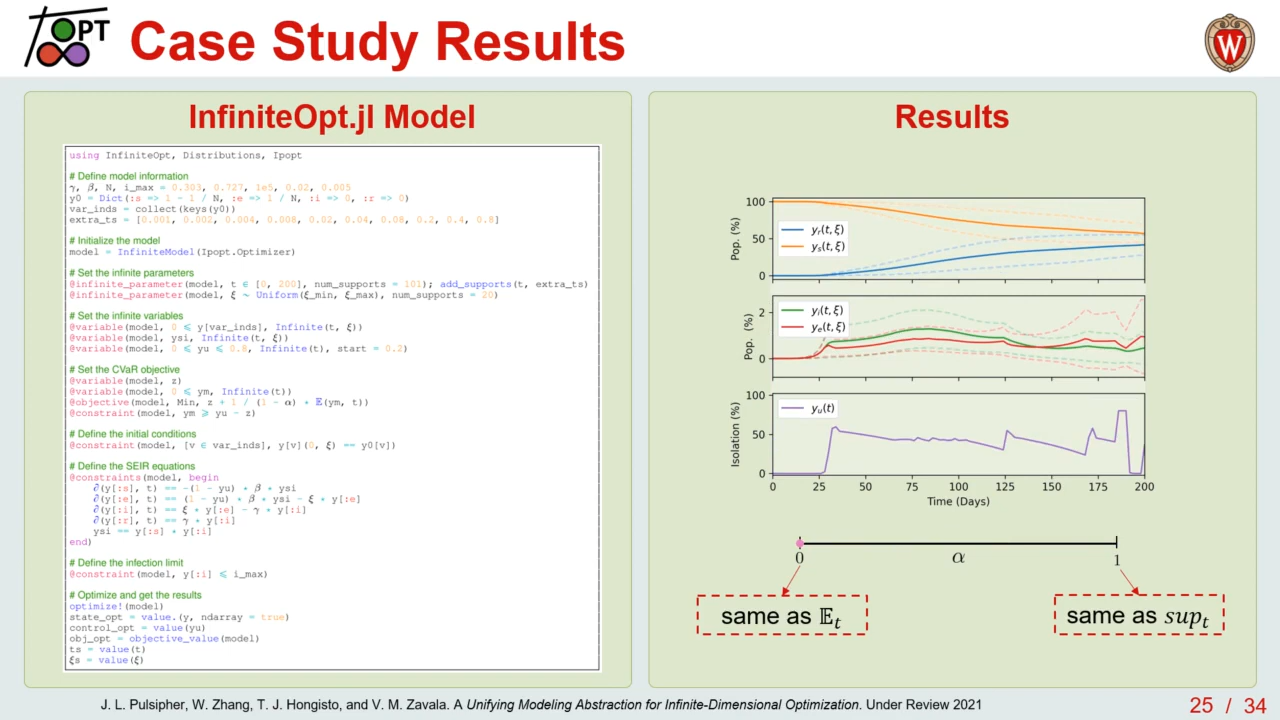 OPT
Case Study Results
W
InfiniteOpt.jl Model
using InfiniteOpt, Distributions, Ipopt
# Define model information
γ, β, N, i_max = 0.303, 0.727, 1e5, 0.02, 0.005
y0 = Dict(:s => 1 - 1 / N, :e => 1 / N, :i => 0, :r => 0)
var_inds = collect(keys(y0))
extra_ts = [0.001, 0.002, 0.004, 0.008, 0.02, 0.04, 0.08, 0.2, 0.4, 0.8]
# Initialize the model
model = InfiniteModel(Ipopt.Optimizer)
# Set the infinite parameters
@infinite_parameter(model, t ∈ [0, 200], num_supports = 101); add_supports(t, extra_ts)
@infinite_parameter(model, ξ ~ Uniform(ξ_min, ξ_max), num_supports = 20)
# Set the infinite variables
@variable(model, 0 ≤ y[var_inds], Infinite(t, ξ))
@variable(model, ysi, Infinite(t, ξ))
@variable(model, 0 ≤ yu ≤ 0.8, Infinite(t), start = 0.2)
# Set the CVaR objective
@variable(model, z)
@variable(model, 0 ≤ ym, Infinite(t))
@objective(model, Min, z + 1 / (1 - α) * 𝔼(ym, t))
@constraint(model, ym ≥ yu - z)
# Define the initial conditions
@constraint(model, [v ∈ var_inds], y[v](0, ξ) == y0[v])
# Define the SEIR equations
@constraints(model, begin
∂(y[:s], t) == -(1 - yu) * β * ysi
∂(y[:e], t) == (1 - yu) * β * ysi - ξ * y[:e]
∂(y[:i], t) == ξ * y[:e] - γ * y[:i]
∂(y[:r], t) == γ * y[:i]
ysi == y[:s] * y[:i]
end)
# Define the infection limit
@constraint(model, y[:i] ≤ i_max)
# Optimize and get the results
optimize!(model)
state_opt = value.(y, ndarray = true)
control_opt = value(yu)
obj_opt = objective_value(model)
ts = value(t)
ξs = value(ξ)
Results
100
50
0
Pop. (%)
y_r(t, ξ)
y_s(t, ξ)
2
0
Pop. (%)
y_i(t, ξ)
y_e(t, ξ)
100
50
0
Isolation (%)
y_u(t)
0 25 50 75 100 125 150 175 200
Time (Days)
0 α 1
same as 𝔼_t
same as sup_t
J. L. Pulsipher, W. Zhang, T. J. Hongisto, and V. M. Zavala. A Unifying Modeling Abstraction for Infinite-Dimensional Optimization. Under Review 2021
25 / 34